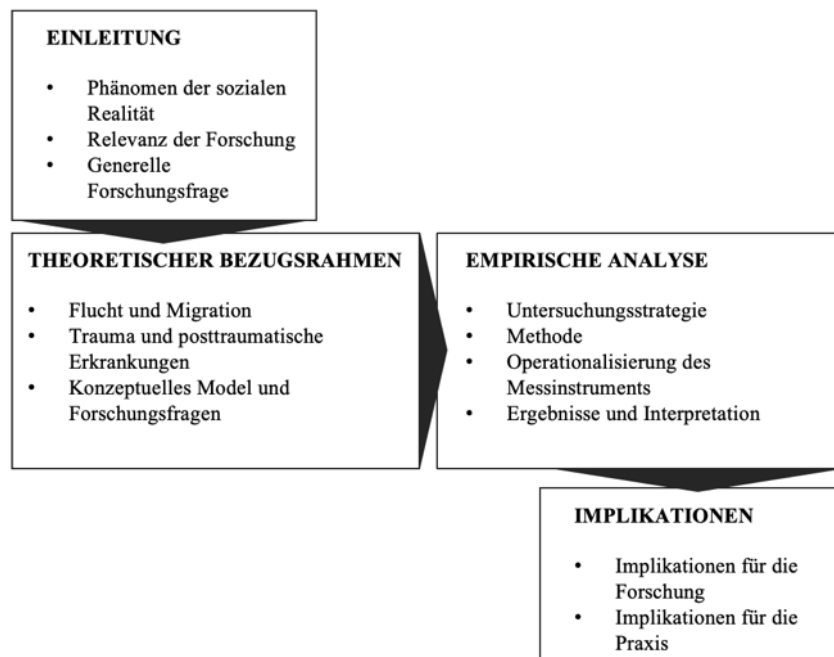 EINLEITUNG
• Phänomen der sozialen
Realität
• Relevanz der Forschung
• Generelle
Forschungsfrage
THEORETISCHER BEZUGSRAHMEN
• Flucht und Migration
• Trauma und posttraumatische
Erkrankungen
• Konzeptuelles Model und
Forschungsfragen
EMPIRISCHE ANALYSE
• Untersuchungsstrategie
• Methode
• Operationalisierung des
Messinstruments
• Ergebnisse und Interpretation
IMPLIKATIONEN
• Implikationen für die
Forschung
• Implikationen für die
Praxis